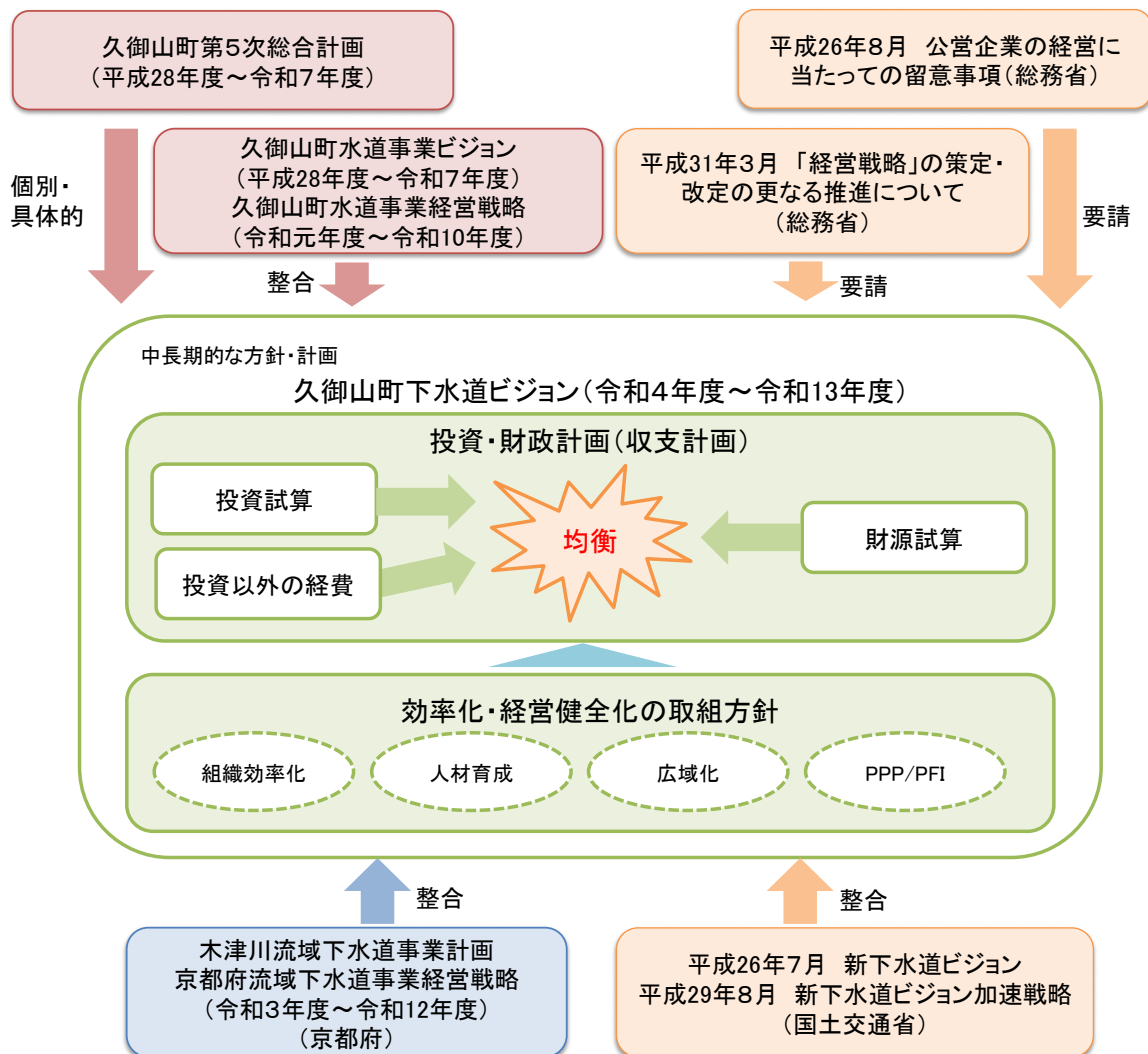 久御山町第５次総合計画
（平成28年度～令和７年度）
平成26年８月　公営企業の経営に
当たっての留意事項（総務省）
個別・
具体的
久御山町水道事業ビジョン
（平成28年度～令和７年度）
久御山町水道事業経営戦略
（令和元年度～令和10年度）
平成31年３月　「経営戦略」の策定・
改定の更なる推進について
（総務省）
要請
整合
要請
中長期的な方針・計画
久御山町下水道ビジョン（令和４年度～令和13年度）
投資・財政計画（収支計画）
投資試算
投資以外の経費
均衡
財源試算
効率化・経営健全化の取組方針
組織効率化
人材育成
広域化
PPP/PFI
整合
整合
木津川流域下水道事業計画
京都府流域下水道事業経営戦略
（令和３年度～令和12年度）
（京都府）
平成26年７月　新下水道ビジョン
平成29年８月　新下水道ビジョン加速戦略
（国土交通省）